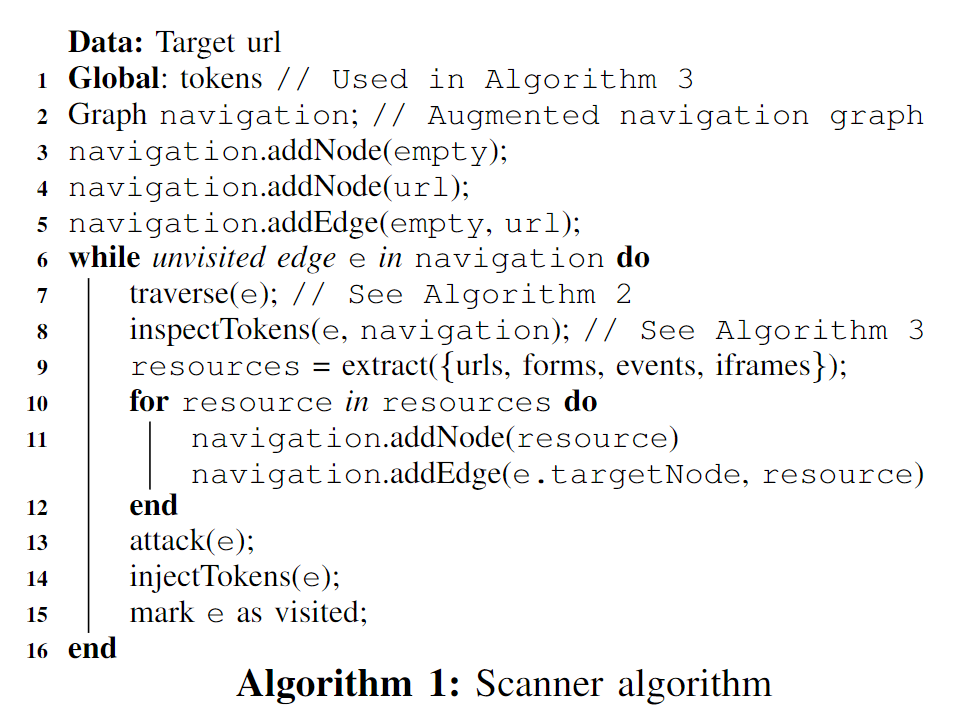 Data: Target url
1 Global: tokens // Used in Algorithm 3
2 Graph navigation; // Augmented navigation graph
3 navigation.addNode(empty);
4 navigation.addNode(url);
5 navigation.addEdge(empty, url);
6 while unvisited edge e in navigation do
7 traverse(e); // See Algorithm 2
8 inspectTokens(e, navigation); // See Algorithm 3
9 resources = extract({urls, forms, events, iframes});
10 for resource in resources do
11 navigation.addNode(resource)
navigation.addEdge(e.targetNode, resource)
12 end
13 attack(e);
14 injectTokens(e);
15 mark e as visited;
16 end
Algorithm 1: Scanner algorithm